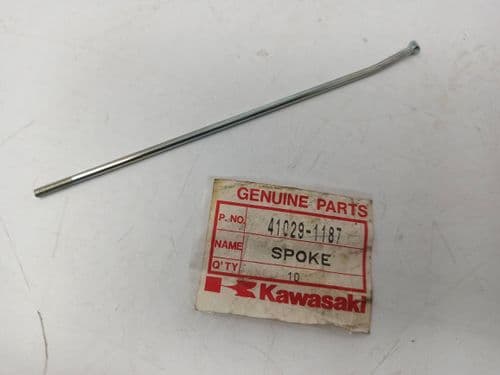 GENUINE PARTS
P. NO. 41029-1187
NAME SPOKE
Q'TY 10
Kawasaki